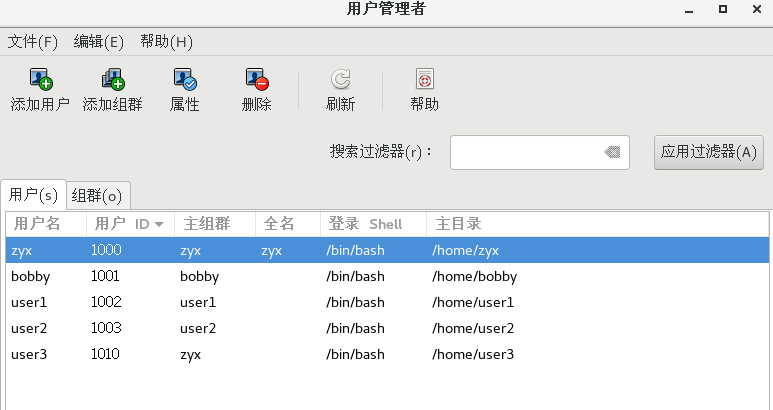 用户管理者
文件(F) 编辑(E) 帮助(H)
添加用户 添加组群 属性 删除 刷新 帮助
搜索过滤器(r)： 应用过滤器(A)
用户(s) 组群(o)
用户名 用户 ID 主组群 全名 登录 Shell 主目录
zyx 1000 zyx zyx /bin/bash /home/zyx
bobby 1001 bobby /bin/bash /home/bobby
user1 1002 user1 /bin/bash /home/user1
user2 1003 user2 /bin/bash /home/user2
user3 1010 zyx /bin/bash /home/user3